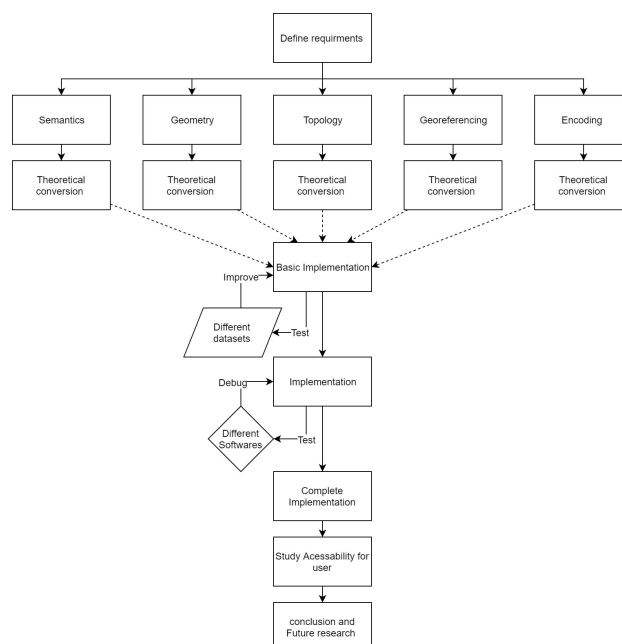 Define requirments
Semantics
Geometry
Topology
Georeferencing
Encoding
Theoretical
conversion
Theoretical
conversion
Theoretical
conversion
Theoretical
conversion
Theoretical
conversion
Basic Implementation
Improve
Different
datasets
Test
Implementation
Debug
Different
Softwares
Test
Complete
Implementation
Study Acessability for
user
conclusion and
Future research